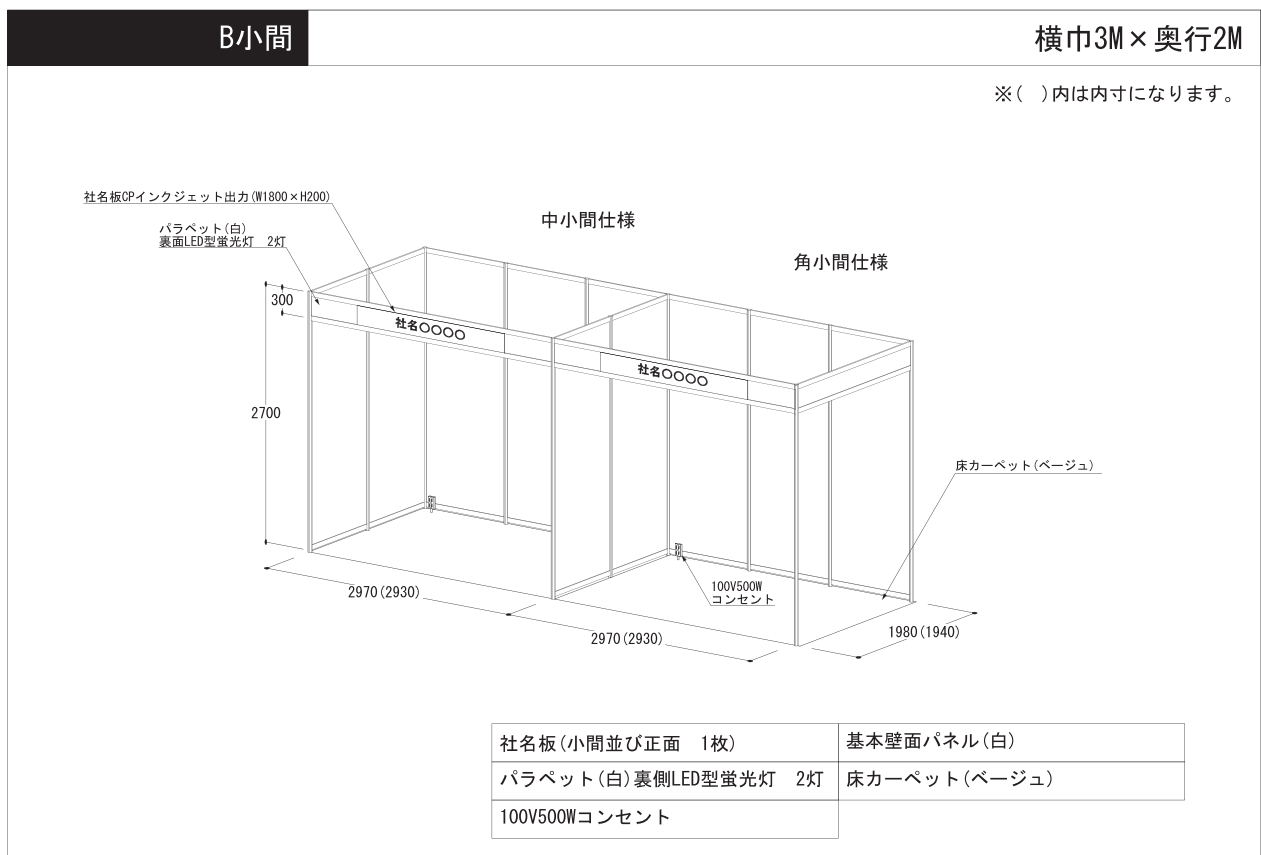 B小間
横巾3M×奥行2M
※(　)内は内寸になります。
社名板CPインクジェット出力(W1800×H200)
中小間仕様
パラペット(白)
裏面LED型蛍光灯　2灯
角小間仕様
300
社名○○○○
社名○○○○
2700
床カーペット(ベージュ)
100V500W
コンセント
2970(2930)
2970(2930)
1980(1940)
社名板(小間並び正面　1枚)
基本壁面パネル(白)
パラペット(白)裏側LED型蛍光灯　2灯
床カーペット(ベージュ)
100V500Wコンセント